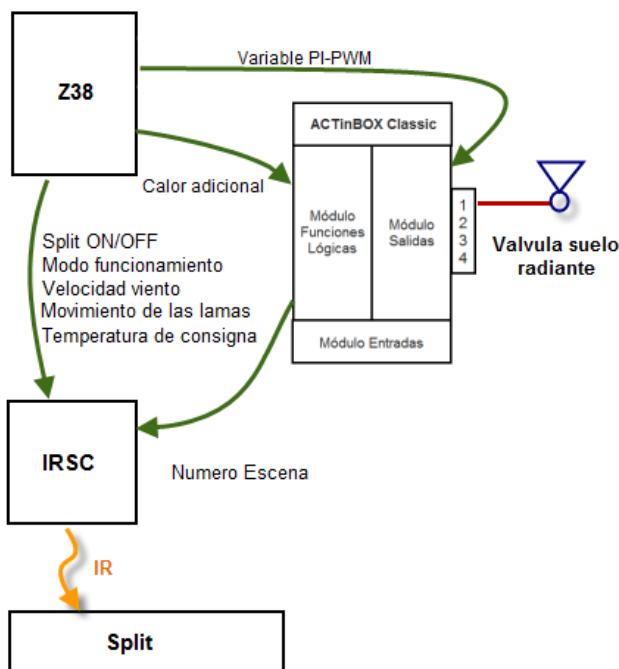 Z38
Variable PI-PWM
ACTinBOX Classic
Calor adicional
Módulo
Funciones
Lógicas
Módulo
Salidas
1
2
3
4
Valvula suelo
radiante
Módulo Entradas
Split ON/OFF
Modo funcionamiento
Velocidad viento
Movimiento de las lamas
Temperatura de consigna
IRSC
Numero Escena
IR
Split